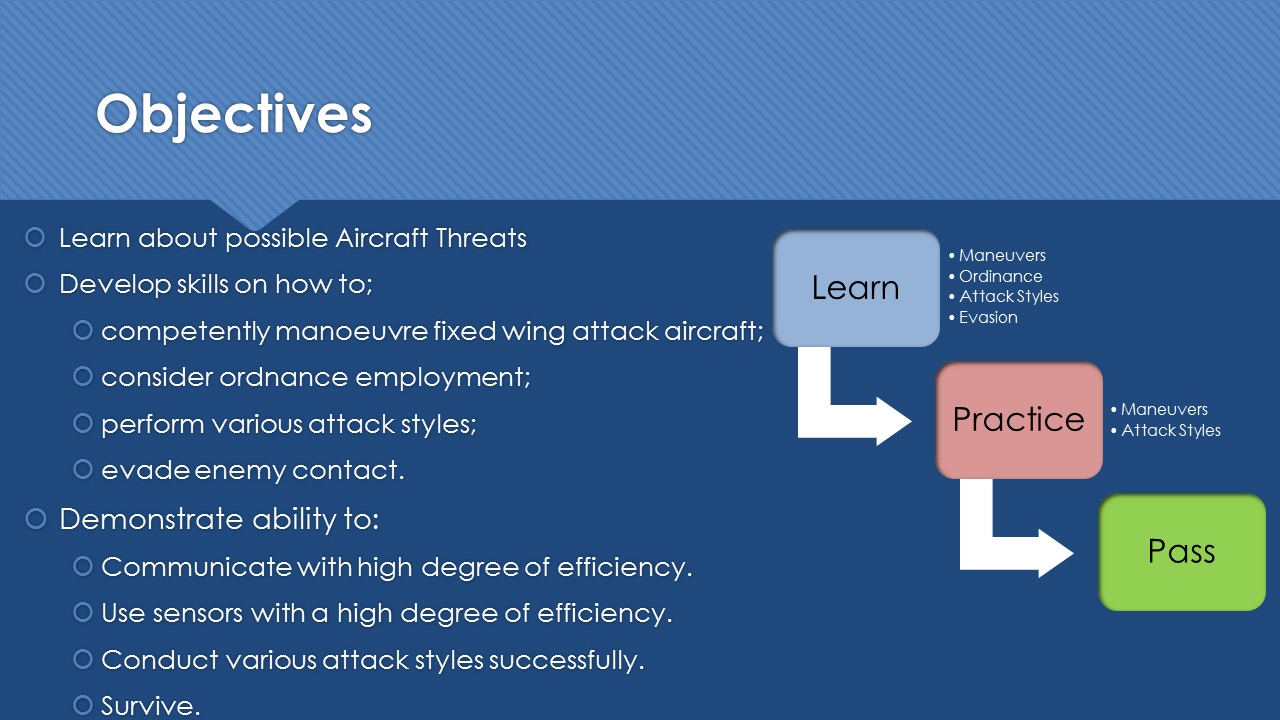 Objectives
Learn about possible Aircraft Threats
Develop skills on how to;
competently manoeuvre fixed wing attack aircraft;
consider ordnance employment;
perform various attack styles;
evade enemy contact.
Demonstrate ability to:
Communicate with high degree of efficiency.
Use sensors with a high degree of efficiency.
Conduct various attack styles successfully.
Survive.
Learn
• Maneuvers
• Ordinance
• Attack Styles
• Evasion
Practice
• Maneuvers
• Attack Styles
Pass